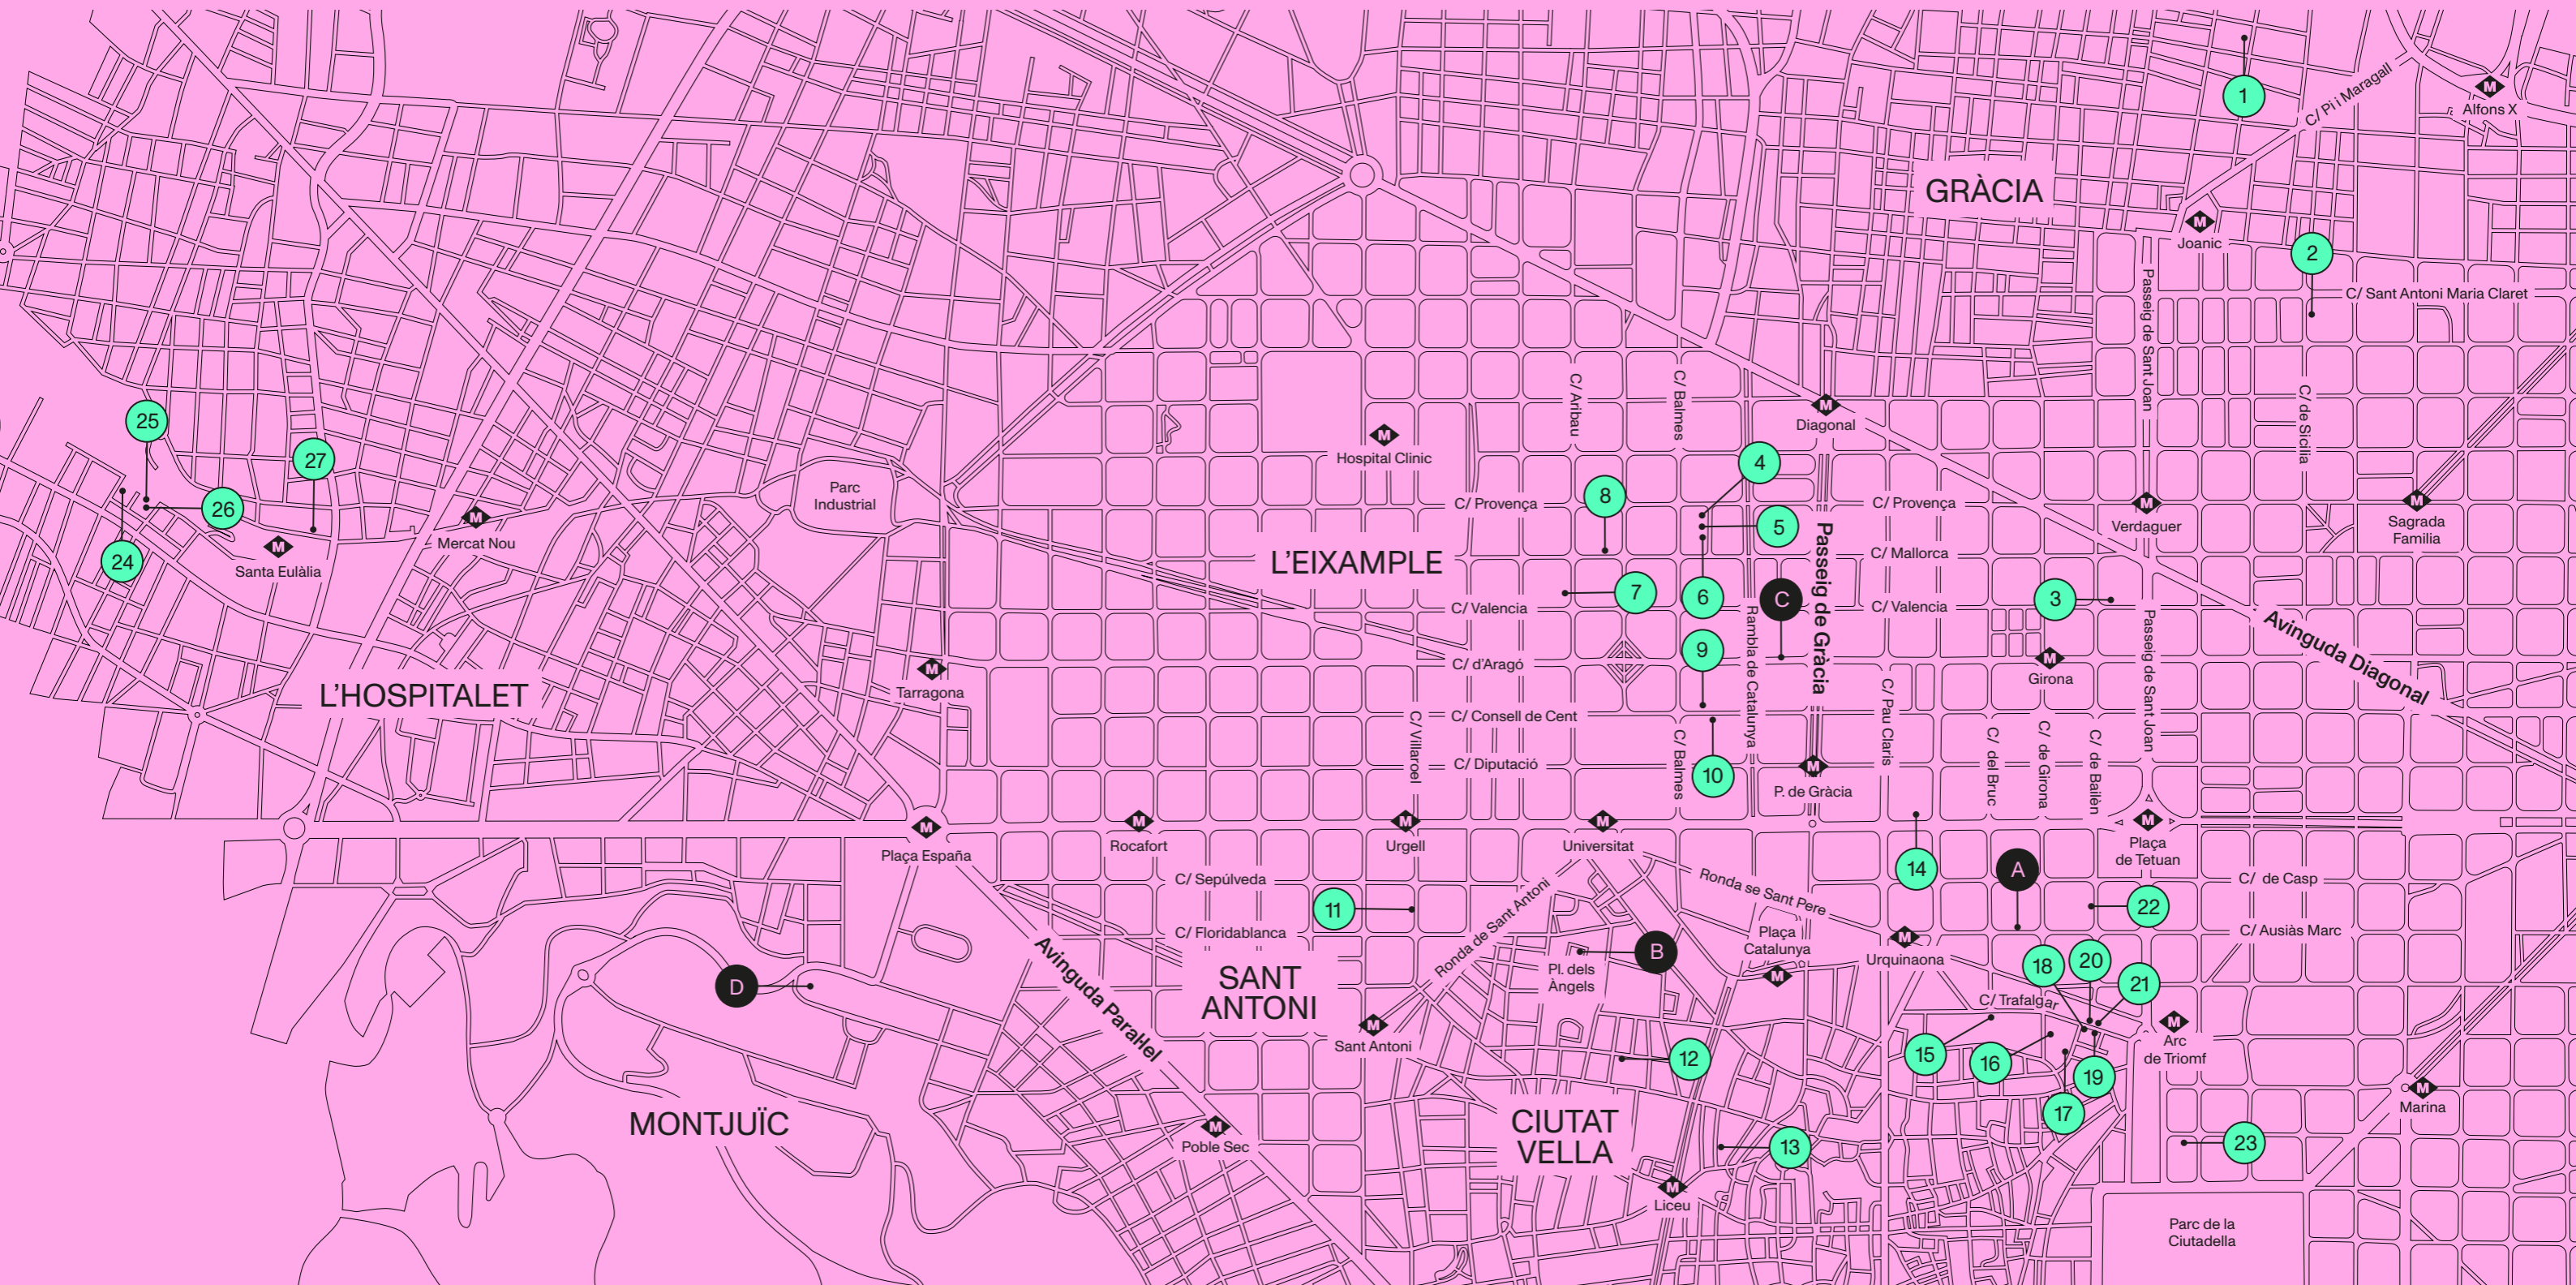 1
C/ Pi i Maragall
M
Alfons X
GRÀCIA
M
Joanic
2
C/ Sant Antoni Maria Claret
Passeig de Sant Joan
C/ Aribau
C/ Balmes
M
Diagonal
C/ de Sicilia
25
27
26
24
M
Santa Eulàlia
M
Mercat Nou
Parc
Industrial
M
Hospital Clinic
4
8
C/ Provença
5
C/ Provença
M
Verdaguer
M
Sagrada
Familia
L'EIXAMPLE
C/ Mallorca
7
6
C
C/ Valencia
C/ Valencia
3
Passeig de Gràcia
Rambla de Catalunya
9
C/ d'Aragó
M
Girona
Passeig de Sant Joan
Avinguda Diagonal
L'HOSPITALET
M
Tarragona
C/ Villaroel
C/ Consell de Cent
C/ Diputació
C/ Balmes
10
M
P. de Gràcia
C/ Pau Claris
C/ del Bruc
C/ de Girona
C/ de Bailèn
M
Plaça España
M
Rocafort
M
Urgell
M
Universitat
M
Plaça
de Tetuan
14
A
C/ Sepúlveda
11
Ronda se Sant Pere
C/ de Casp
22
C/ Floridablanca
Ronda de Sant Antoni
B
Pl. dels
Àngels
Plaça
Catalunya
M
M
Urquinaona
C/ Ausiàs Marc
18
20
21
D
Avinguda Paral·lel
SANT
ANTONI
M
Sant Antoni
C/ Trafalgar
M
Arc
de Triomf
12
15
16
19
17
M
Marina
MONTJUÏC
M
Poble Sec
CIUTAT
VELLA
13
23
M
Liceu
Parc de la
Ciutadella